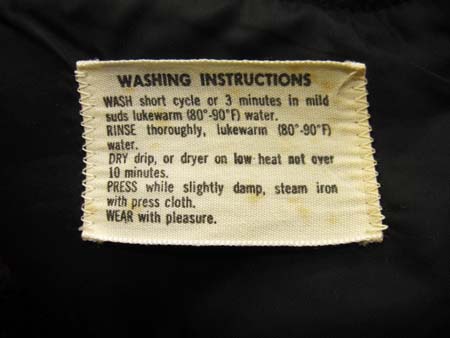 WASHING INSTRUCTIONS
WASH short cycle or 3 minutes in mild
suds lukewarm (80°-90°F) water.
RINSE thoroughly, lukewarm (80°-90°F)
water.
DRY drip, or dryer on low heat not over
10 minutes.
PRESS while slightly damp, steam iron
with press cloth.
WEAR with pleasure.